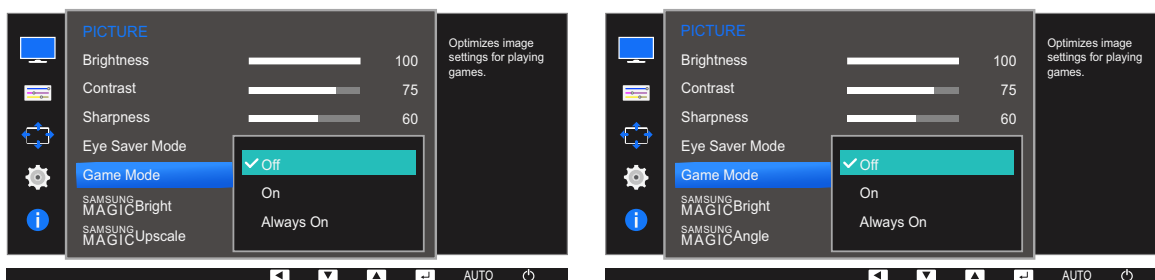 PICTURE
Brightness 100
Contrast 75
Sharpness 60
Eye Saver Mode
Game Mode
Off
On
Always On
SAMSUNG
MAGICBright
SAMSUNG
MAGICUpscale
Optimizes image
settings for playing
games.
AUTO
PICTURE
Brightness 100
Contrast 75
Sharpness 60
Eye Saver Mode
Game Mode
Off
On
Always On
SAMSUNG
MAGICBright
SAMSUNG
MAGICAngle
Optimizes image
settings for playing
games.
AUTO